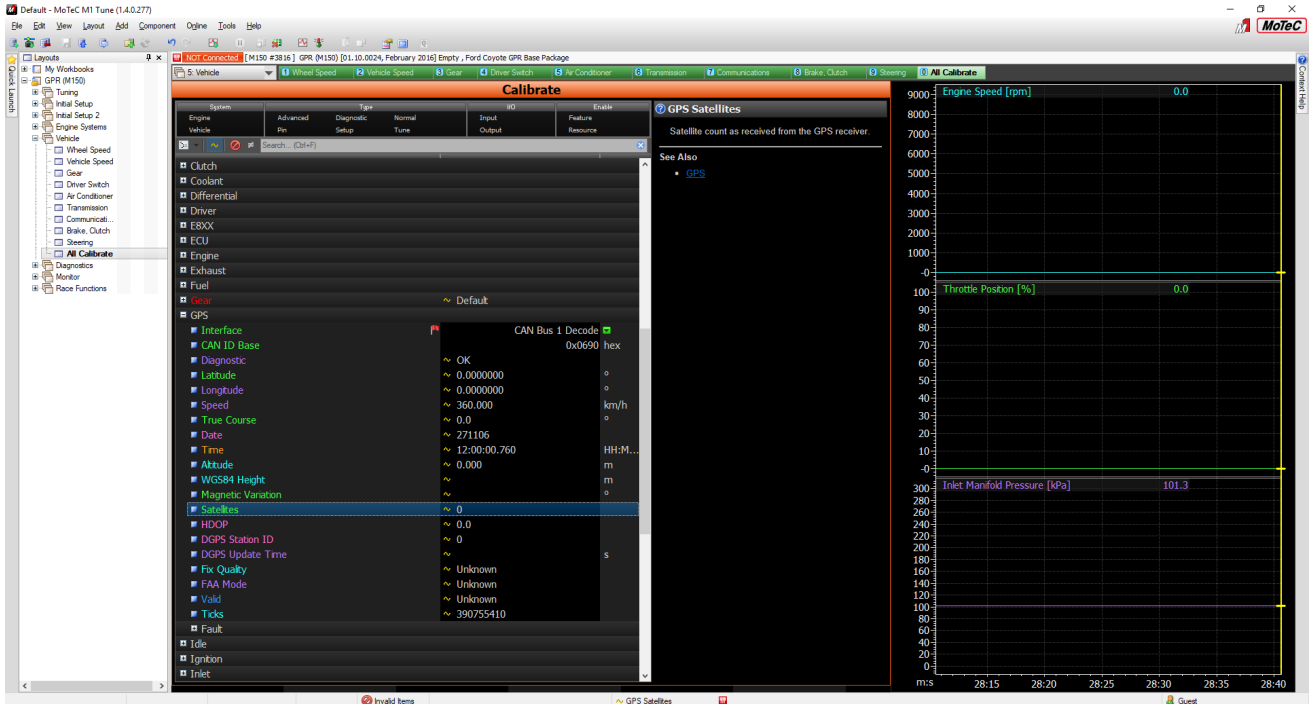 Default - MoTeC M1 Tune (1.4.0.277)
File Edit View Layout Add Component Online Tools Help
MoTeC
Layouts
NOT Connected [M150 #3816] GPR (M150) [01.10.0024, February 2016] Empty , Ford Coyote GPR Base Package
5: Vehicle 1 Wheel Speed 2 Vehicle Speed 3 Gear 4 Driver Switch 5 Air Conditioner 6 Transmission 7 Communications 8 Brake, Clutch 9 Steering 0 All Calibrate
Quick Launch
My Workbooks
GPR (M150)
Tuning
Initial Setup
Initial Setup 2
Engine Systems
Vehicle
Wheel Speed
Vehicle Speed
Gear
Driver Switch
Air Conditioner
Transmission
Communicati...
Brake, Clutch
Steering
All Calibrate
Diagnostics
Monitor
Race Functions
Calibrate
System Type I/O Enable
Engine Advanced Diagnostic Normal Input Feature
Vehicle Pin Setup Tune Output Resource
Search... (Ctrl+F)
Clutch
Coolant
Differential
Driver
E8XX
ECU
Engine
Exhaust
Fuel
Gear Default
GPS
Interface CAN Bus 1 Decode
CAN ID Base 0x0690 hex
Diagnostic OK
Latitude 0.0000000 °
Longitude 0.0000000 °
Speed 360.000 km/h
True Course 0.0 °
Date 271106
Time 12:00:00.760 HH:M...
Altitude 0.000 m
WGS84 Height m
Magnetic Variation °
Satellites 0
HDOP 0.0
DGPS Station ID 0
DGPS Update Time s
Fix Quality Unknown
FAA Mode Unknown
Valid Unknown
Ticks 390755410
Fault
Idle
Ignition
Inlet
GPS Satellites
Satellite count as received from the GPS receiver.
See Also
GPS
Engine Speed [rpm] 0.0
9000
8000
7000
6000
5000
4000
3000
2000
1000
-0
Throttle Position [%] 0.0
100
90
80
70
60
50
40
30
20
10
-0
Inlet Manifold Pressure [kPa] 101.3
300
280
260
240
220
200
180
160
140
120
100
80
60
40
20
0
m:s 28:15 28:20 28:25 28:30 28:35 28:40
Context Help
Invalid Items GPS Satellites Guest